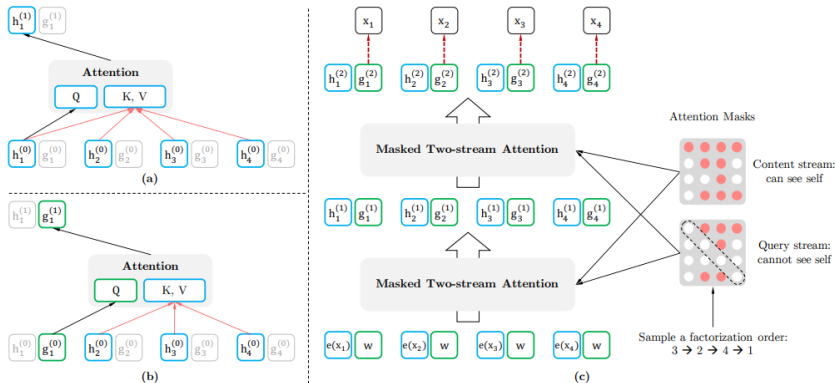 h₁⁽¹⁾ g₁⁽¹⁾
Attention
Q K, V
h₁⁽⁰⁾ g₁⁽⁰⁾ h₂⁽⁰⁾ g₂⁽⁰⁾ h₃⁽⁰⁾ g₃⁽⁰⁾ h₄⁽⁰⁾ g₄⁽⁰⁾
(a)
h₁⁽¹⁾ g₁⁽¹⁾
Attention
Q K, V
h₁⁽⁰⁾ g₁⁽⁰⁾ h₂⁽⁰⁾ g₂⁽⁰⁾ h₃⁽⁰⁾ g₃⁽⁰⁾ h₄⁽⁰⁾ g₄⁽⁰⁾
(b)
x₁ x₂ x₃ x₄
h₁⁽²⁾ g₁⁽²⁾ h₂⁽²⁾ g₂⁽²⁾ h₃⁽²⁾ g₃⁽²⁾ h₄⁽²⁾ g₄⁽²⁾
Masked Two-stream Attention
h₁⁽¹⁾ g₁⁽¹⁾ h₂⁽¹⁾ g₂⁽¹⁾ h₃⁽¹⁾ g₃⁽¹⁾ h₄⁽¹⁾ g₄⁽¹⁾
Masked Two-stream Attention
e(x₁) w e(x₂) w e(x₃) w e(x₄) w
(c)
Attention Masks
Content stream:
can see self
Query stream:
cannot see self
Sample a factorization order:
3 → 2 → 4 → 1